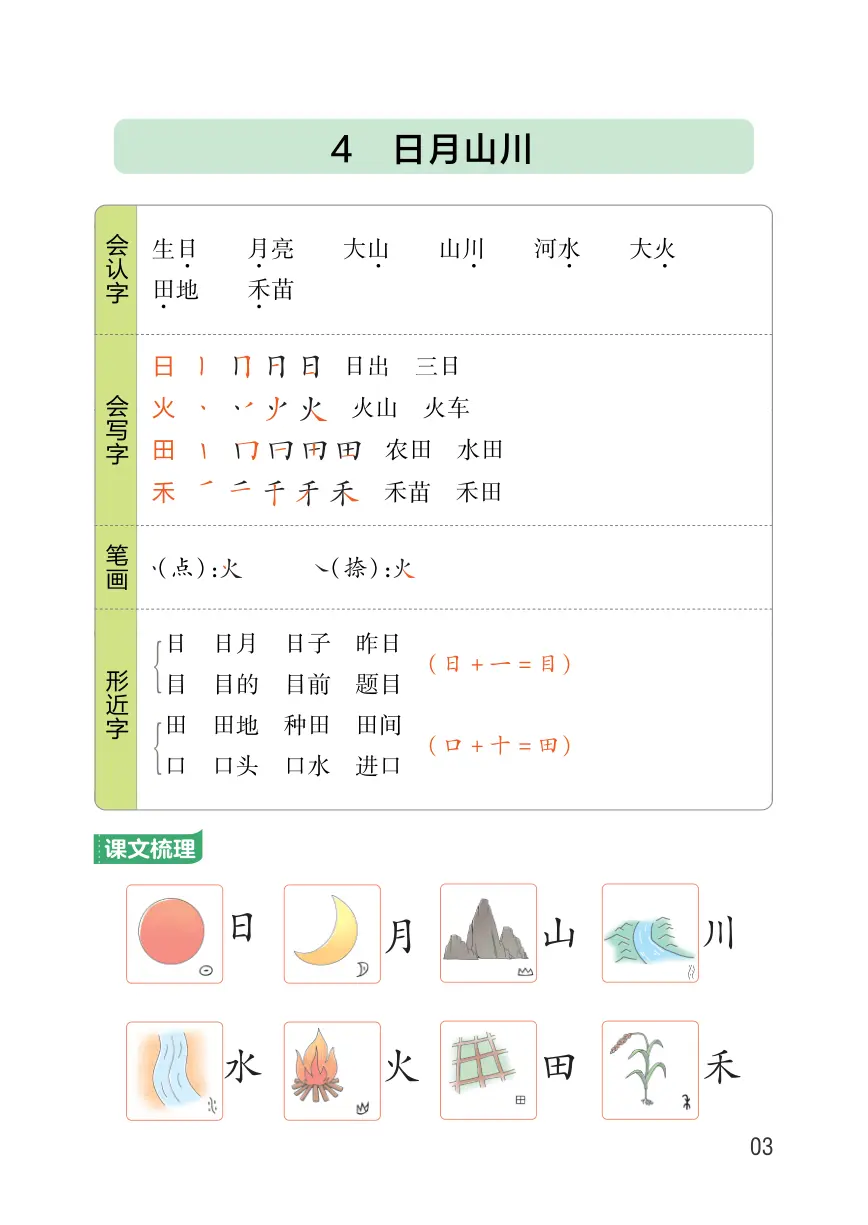 4 日月山川
会认字
生日 月亮 大山 山川 河水 大火
田地 禾苗
会写字
日 丨 冂 日 日 日出 三日
火 火 火山 火车
田 丨 冂 田 田 农田 水田
禾 一 二 千 禾 禾 禾苗 禾田
笔画
丶(点):火 ㇏(捺):火
形近字
日 日月 日子 昨日
目 目的 目前 题目
(日+一=目)
田 田地 种田 田间
口 口头 口水 进口
(口+十=田)
课文梳理
日 月 山 川
水 火 田 禾
03